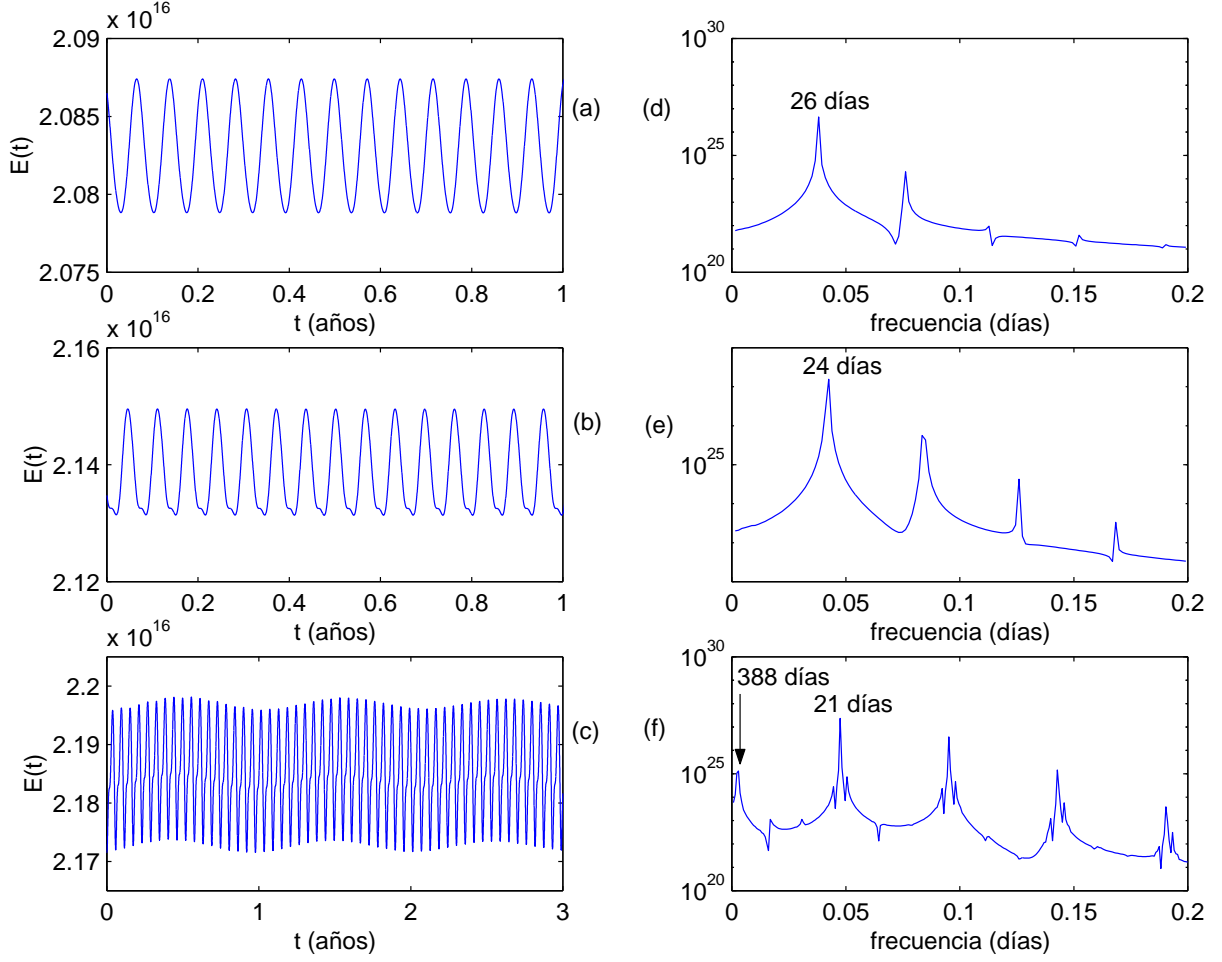 x 10^16
2.09
2.085
2.08
2.075
E(t)
0 0.2 0.4 0.6 0.8 1
t (años)
(a)
(d)
10^30
10^25
10^20
26 días
0 0.05 0.1 0.15 0.2
frecuencia (días)
x 10^16
2.16
2.14
2.12
E(t)
0 0.2 0.4 0.6 0.8 1
t (años)
(b)
(e)
10^25
24 días
0 0.05 0.1 0.15 0.2
frecuencia (días)
x 10^16
2.2
2.19
2.18
2.17
E(t)
0 1 2 3
t (años)
(c)
(f)
10^30
10^25
10^20
388 días
21 días
0 0.05 0.1 0.15 0.2
frecuencia (días)